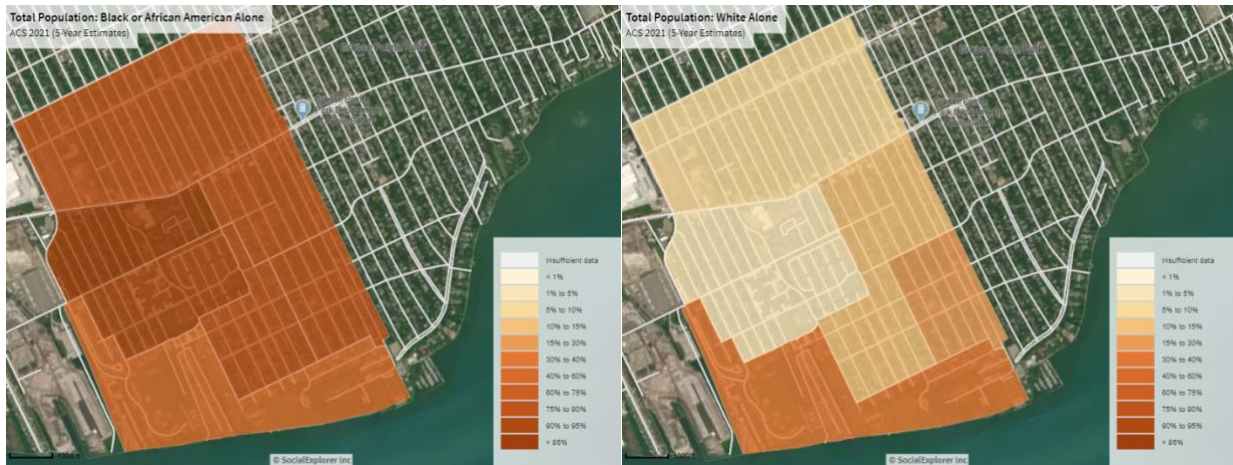 Total Population: Black or African American Alone
ACS 2021 (5-Year Estimates)
Insufficient data
< 1%
1% to 5%
5% to 10%
10% to 15%
15% to 30%
30% to 40%
40% to 60%
60% to 75%
75% to 90%
90% to 95%
> 95%
© SocialExplorer Inc
Total Population: White Alone
ACS 2021 (5-Year Estimates)
Insufficient data
< 1%
1% to 5%
5% to 10%
10% to 15%
15% to 30%
30% to 40%
40% to 60%
60% to 75%
75% to 90%
90% to 95%
> 95%
© SocialExplorer Inc